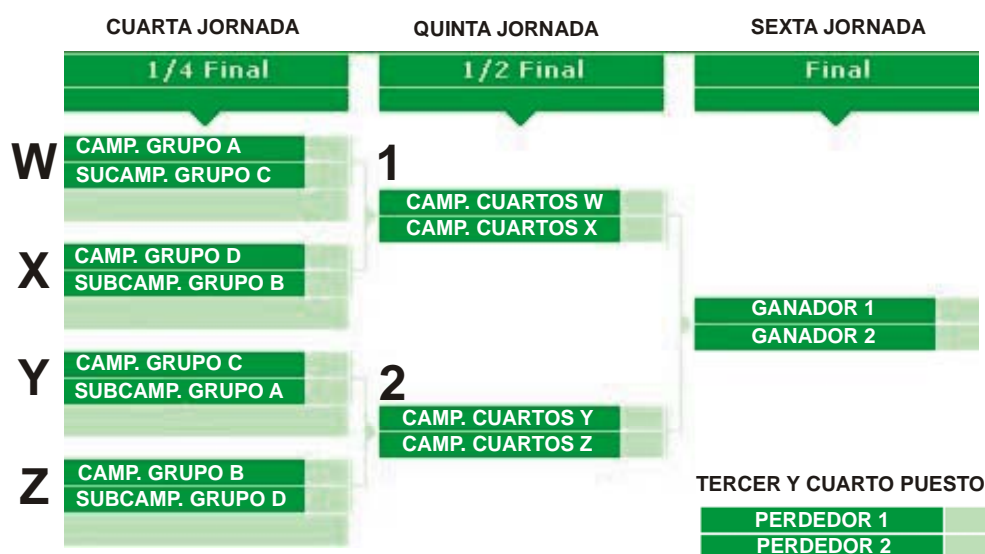 CUARTA JORNADA
QUINTA JORNADA
SEXTA JORNADA
1/4 Final
1/2 Final
Final
W
CAMP. GRUPO A
SUCAMP. GRUPO C
X
CAMP. GRUPO D
SUBCAMP. GRUPO B
Y
CAMP. GRUPO C
SUBCAMP. GRUPO A
Z
CAMP. GRUPO B
SUBCAMP. GRUPO D
1
CAMP. CUARTOS W
CAMP. CUARTOS X
2
CAMP. CUARTOS Y
CAMP. CUARTOS Z
GANADOR 1
GANADOR 2
TERCER Y CUARTO PUESTO
PERDEDOR 1
PERDEDOR 2